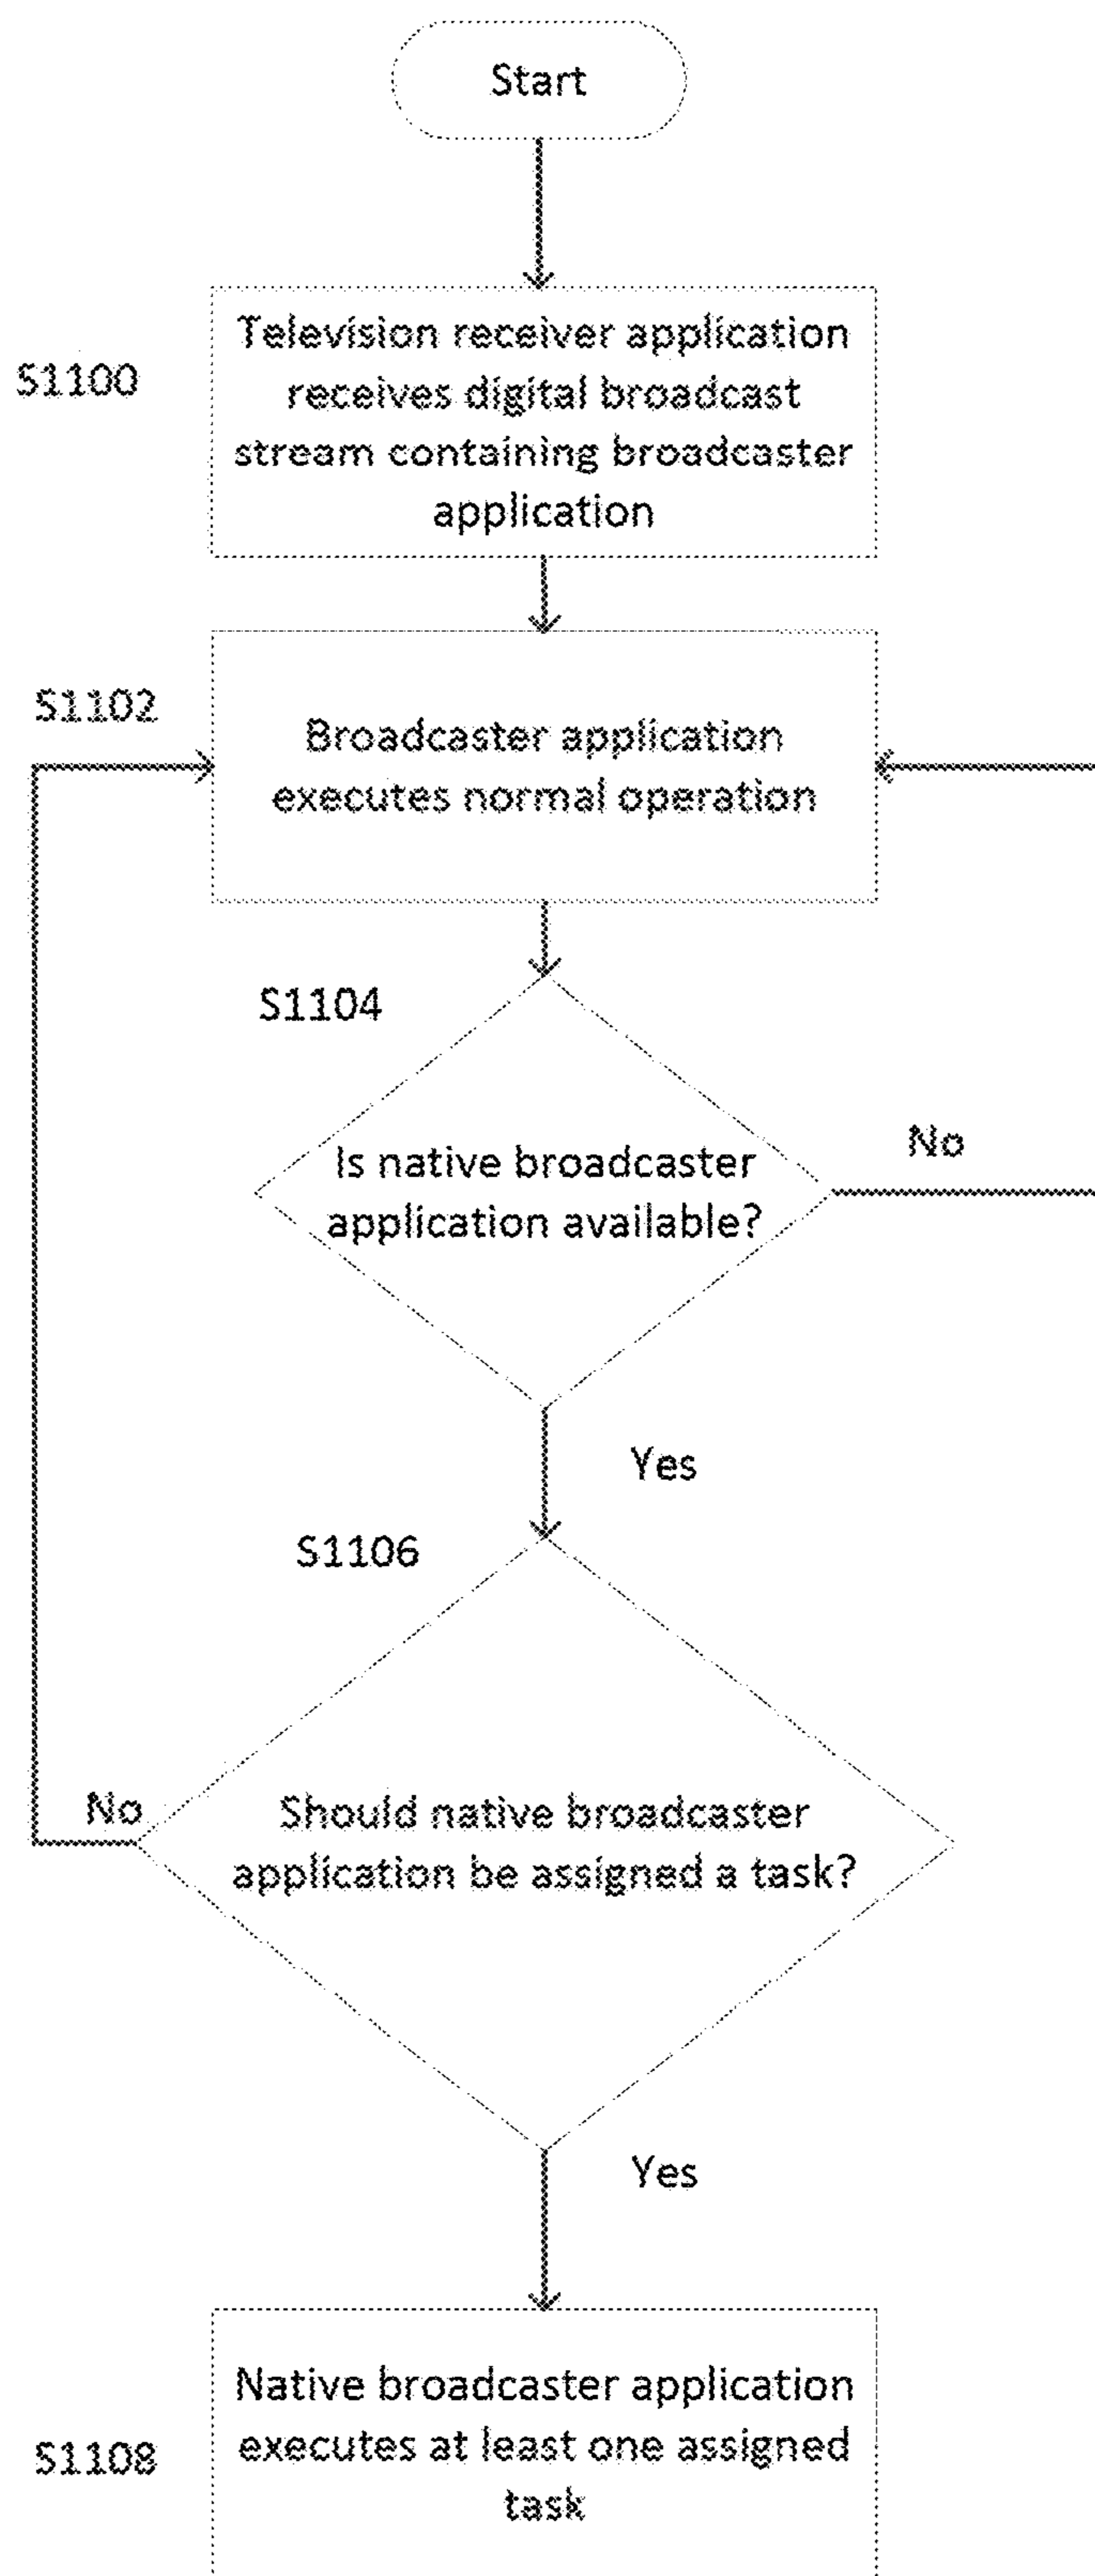 Start
S1100
Television receiver application
receives digital broadcast
stream containing broadcaster
application
S1102
Broadcaster application
executes normal operation
S1104
Is native broadcaster
application available?
No
Yes
S1106
No
Should native broadcaster
application be assigned a task?
Yes
S1108
Native broadcaster application
executes at least one assigned
task